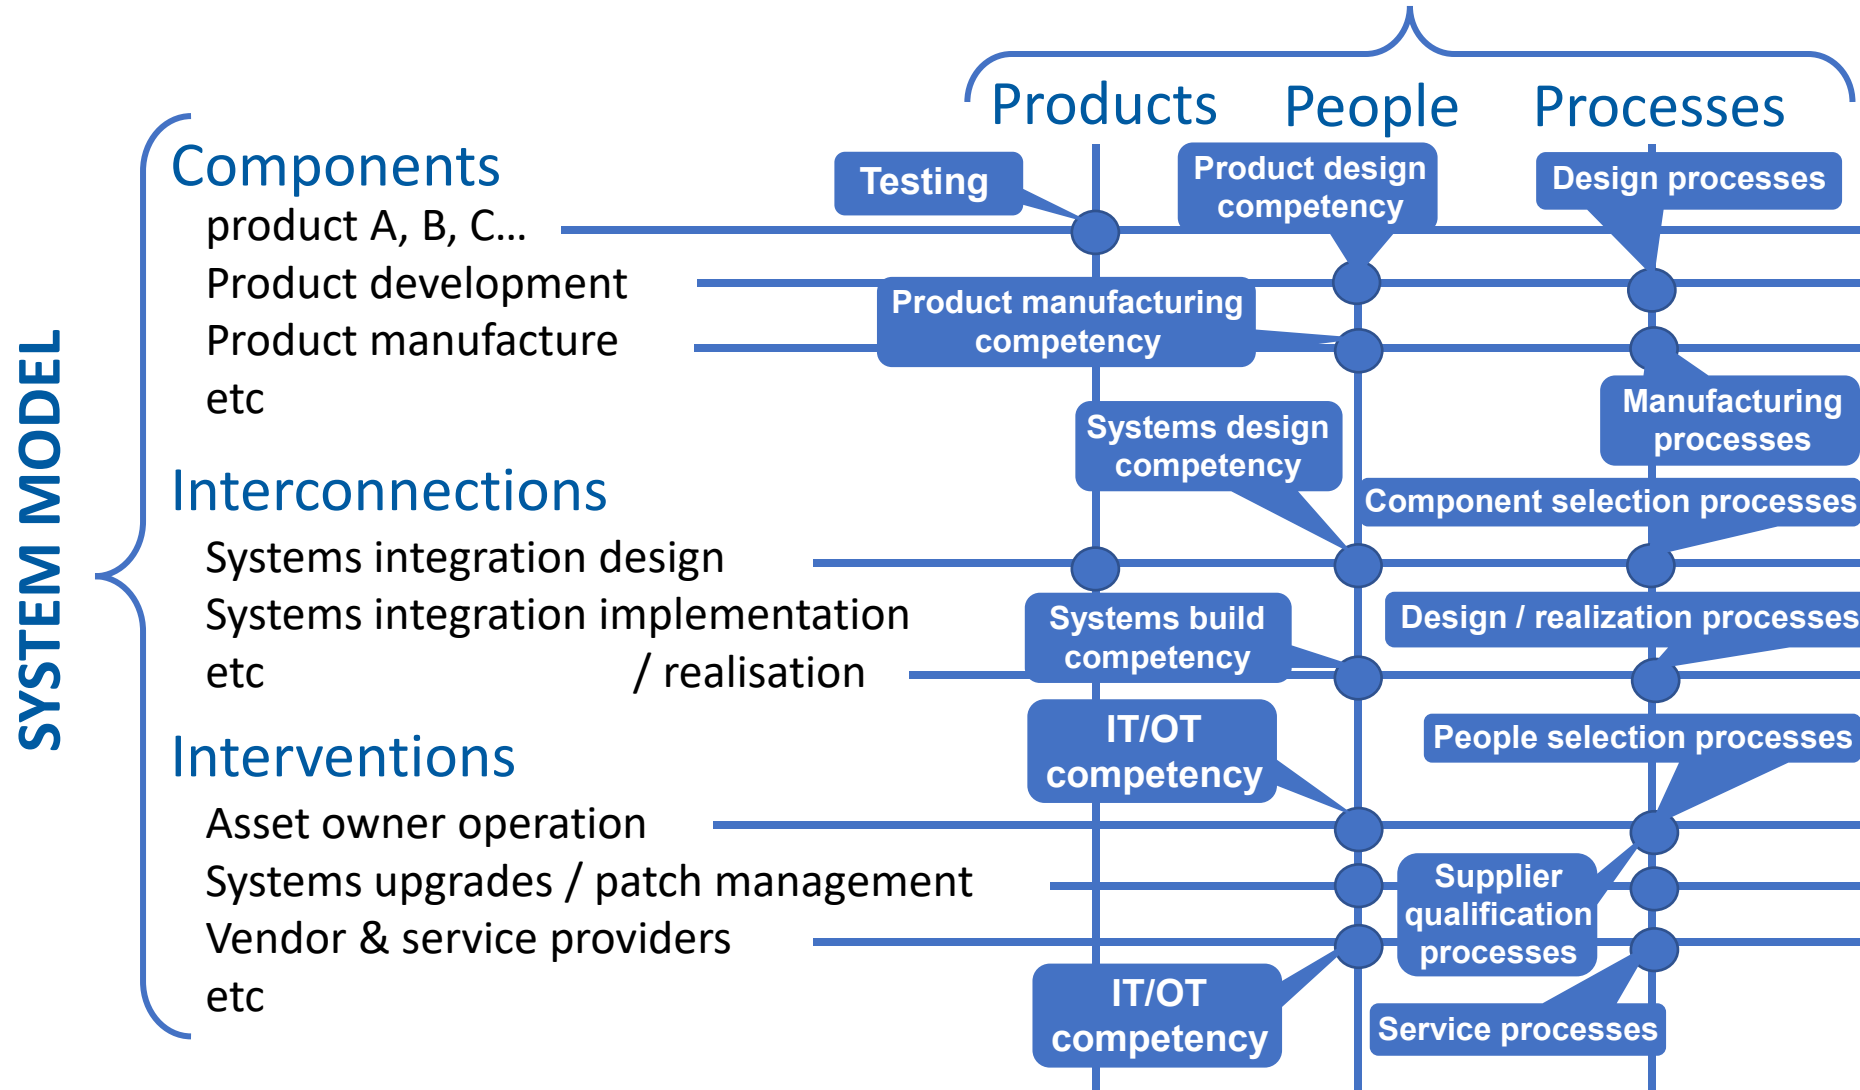 Products People Processes
SYSTEM MODEL
Components
product A, B, C...
Product development
Product manufacture
etc
Interconnections
Systems integration design
Systems integration implementation
etc / realisation
Interventions
Asset owner operation
Systems upgrades / patch management
Vendor & service providers
etc
Testing
Product design
competency
Design processes
Product manufacturing
competency
Manufacturing
processes
Systems design
competency
Component selection processes
Systems build
competency
Design / realization processes
IT/OT
competency
People selection processes
Supplier
qualification
processes
IT/OT
competency
Service processes